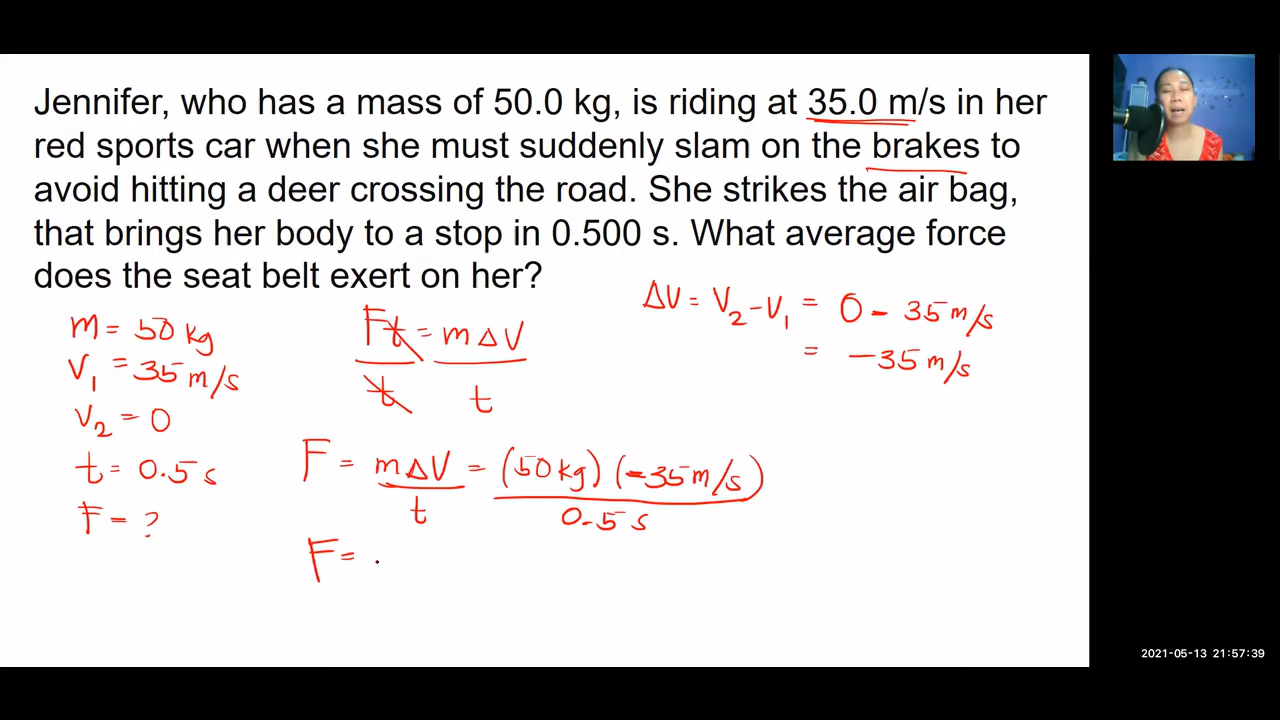 Jennifer, who has a mass of 50.0 kg, is riding at 35.0 m/s in her
red sports car when she must suddenly slam on the brakes to
avoid hitting a deer crossing the road. She strikes the air bag,
that brings her body to a stop in 0.500 s. What average force
does the seat belt exert on her?
m = 50 kg
V₁ = 35 m/s
V₂ = 0
t = 0.5 s
F = ?
Ft = mΔV
t t
F = mΔV = (50 kg) (-35 m/s)
t 0.5 s
F =
ΔV = V₂ - V₁ = 0 - 35 m/s
= -35 m/s
2021-05-13 21:57:39